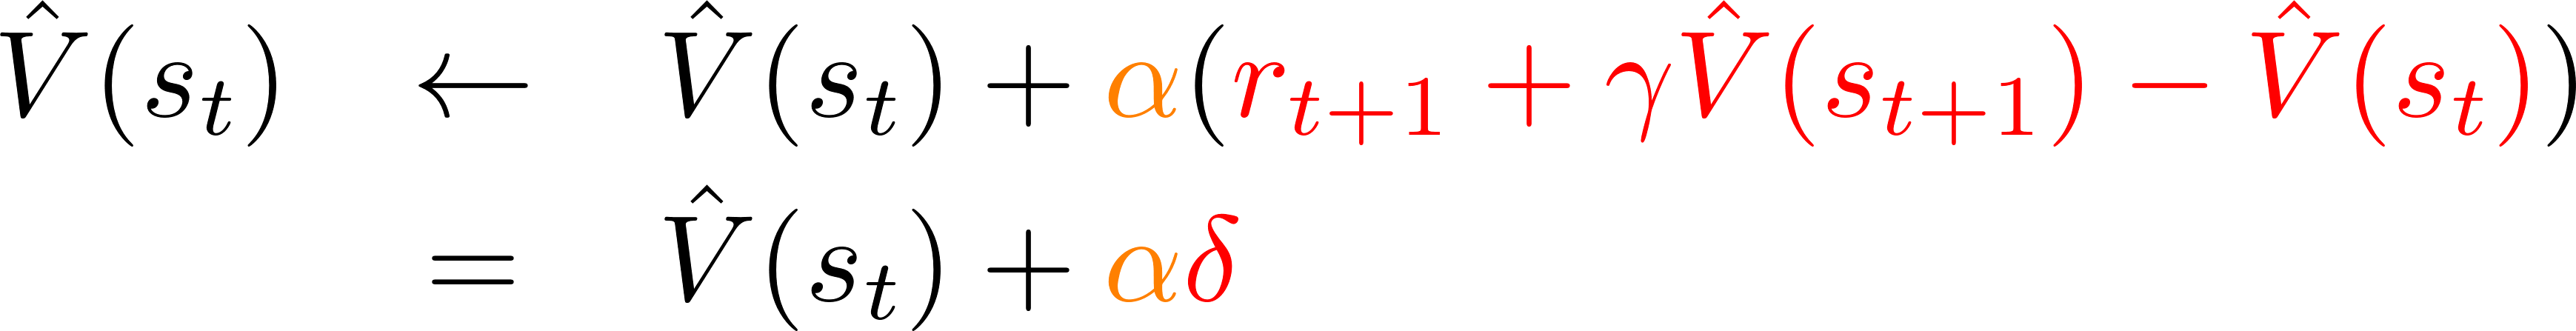 V̂(s_t) ← V̂(s_t) + α(r_{t+1} + γV̂(s_{t+1}) − V̂(s_t))
= V̂(s_t) + αδ